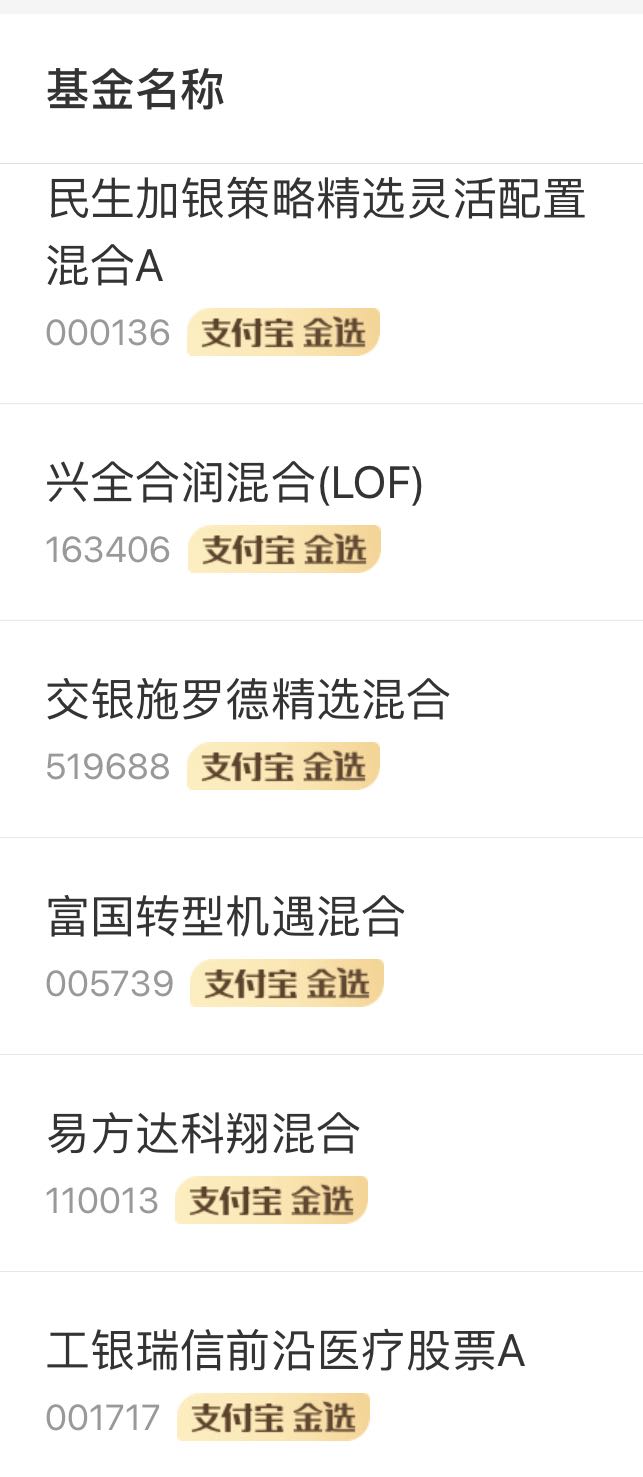 基金名称
民生加银策略精选灵活配置
混合A
000136 支付宝 金选
兴全合润混合(LOF)
163406 支付宝 金选
交银施罗德精选混合
519688 支付宝 金选
富国转型机遇混合
005739 支付宝 金选
易方达科翔混合
110013 支付宝 金选
工银瑞信前沿医疗股票A
001717 支付宝 金选